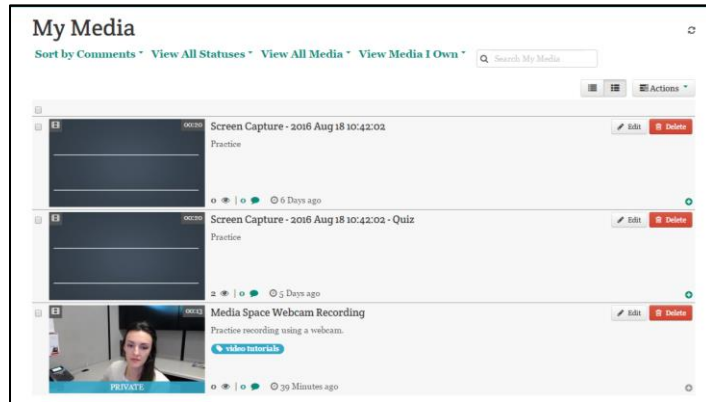 My Media
Sort by Comments View All Statuses View All Media View Media I Own Search My Media
Actions
00:20 Screen Capture - 2016 Aug 18 10:42:02 Edit Delete
Practice
0 | 0 6 Days ago
00:20 Screen Capture - 2016 Aug 18 10:42:02 - Quiz Edit Delete
Practice
2 | 0 5 Days ago
00:13 Media Space Webcam Recording Edit Delete
Practice recording using a webcam.
video tutorials
PRIVATE 0 | 0 39 Minutes ago